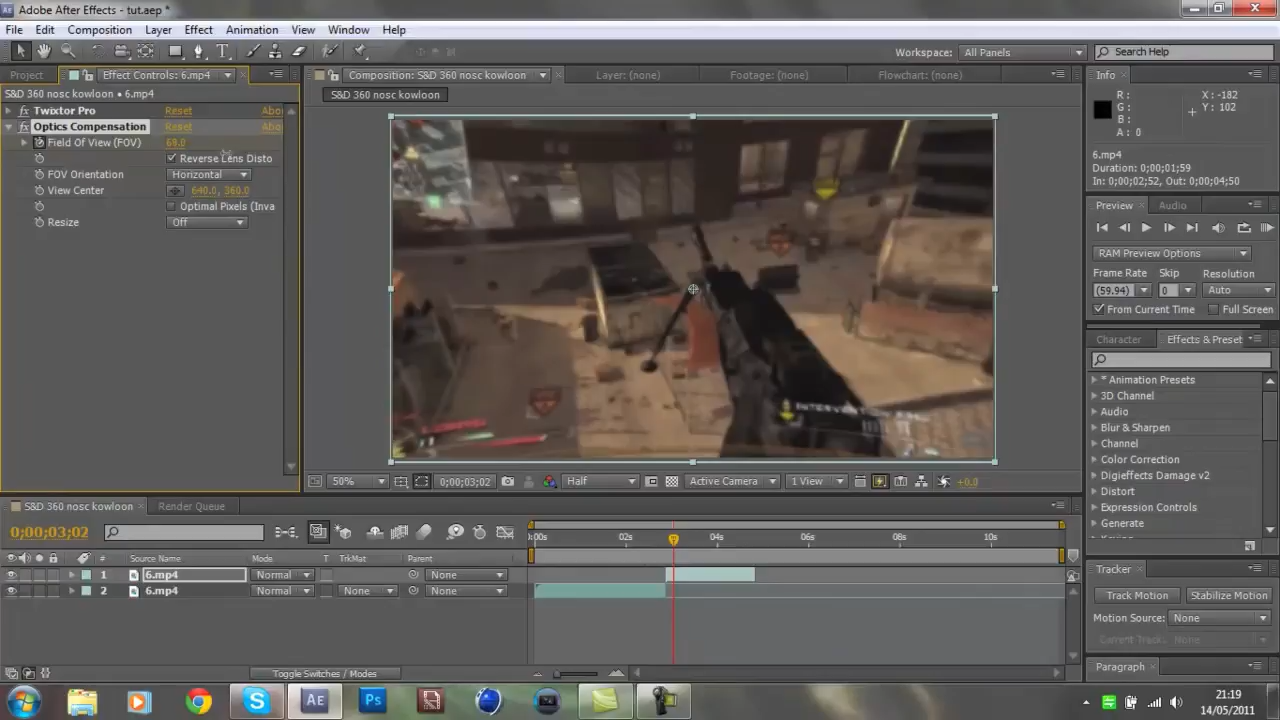 Adobe After Effects - tut.aep *
File Edit Composition Layer Effect Animation View Window Help
Workspace: All Panels Search Help
Project Effect Controls: 6.mp4
Composition: S&D 360 nosc kowloon
Layer: (none)
Footage: (none)
Flowchart: (none)
S&D 360 nosc kowloon • 6.mp4
S&D 360 nosc kowloon
fx Twixtor Pro Reset Abo
fx Optics Compensation Reset Abo
Field Of View (FOV) 68.0
Reverse Lens Disto
FOV Orientation Horizontal
View Center 640.0, 360.0
Optimal Pixels (Inva
Resize Off
50% 0;00;03;02 Half Active Camera 1 View +0.0
Info
R : X : -182
G : Y : 102
B :
A : 0
6.mp4
Duration: 0;00;01;59
In: 0;00;02;52, Out: 0;00;04;50
Preview Audio
RAM Preview Options
Frame Rate Skip Resolution
(59.94) 0 Auto
From Current Time Full Screen
Character Effects & Preset
* Animation Presets
3D Channel
Audio
Blur & Sharpen
Channel
Color Correction
Digieffects Damage v2
Distort
Expression Controls
Generate
Tracker
Track Motion Stabilize Motion
Motion Source: None
Current Track: None
Paragraph
S&D 360 nosc kowloon Render Queue
0;00;03;02
:00s 02s 04s 06s 08s 10s
# Source Name Mode T TrkMat Parent
1 6.mp4 Normal None
2 6.mp4 Normal None None
Toggle Switches / Modes
21:19
14/05/2011